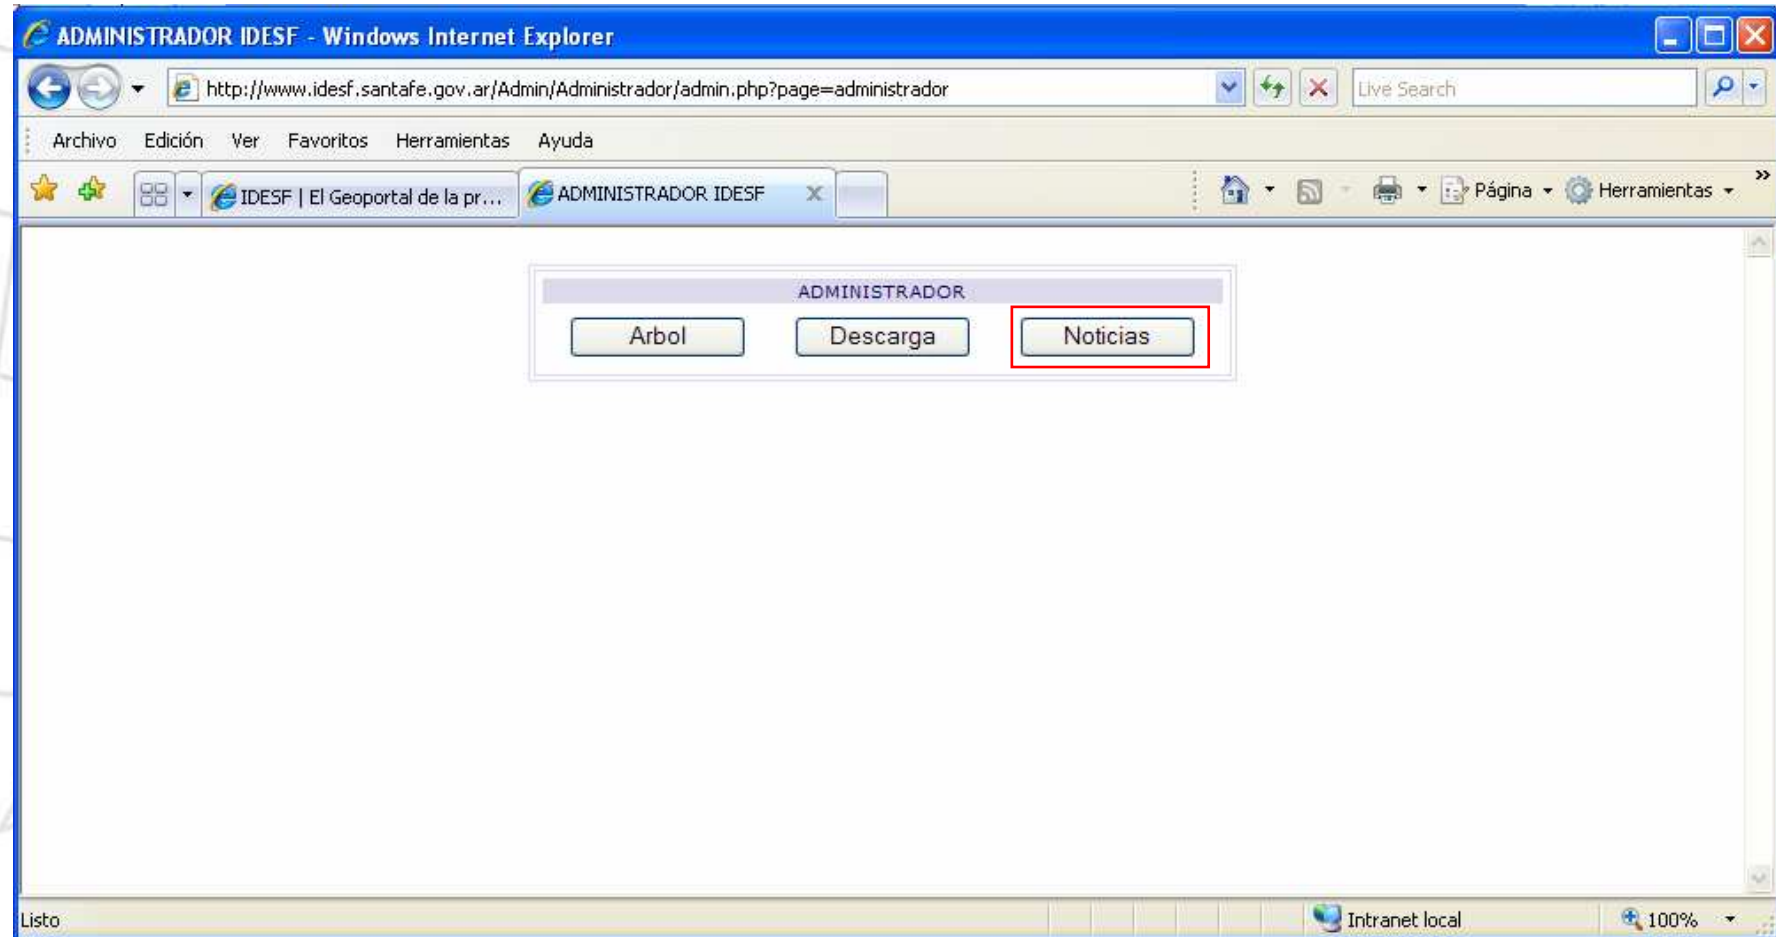 ADMINISTRADOR IDESF - Windows Internet Explorer
http://www.idesf.santafe.gov.ar/Admin/Administrador/admin.php?page=administrador
Live Search
Archivo Edición Ver Favoritos Herramientas Ayuda
IDESF | El Geoportal de la pr... ADMINISTRADOR IDESF Página Herramientas
ADMINISTRADOR
Arbol Descarga Noticias
Listo Intranet local 100%